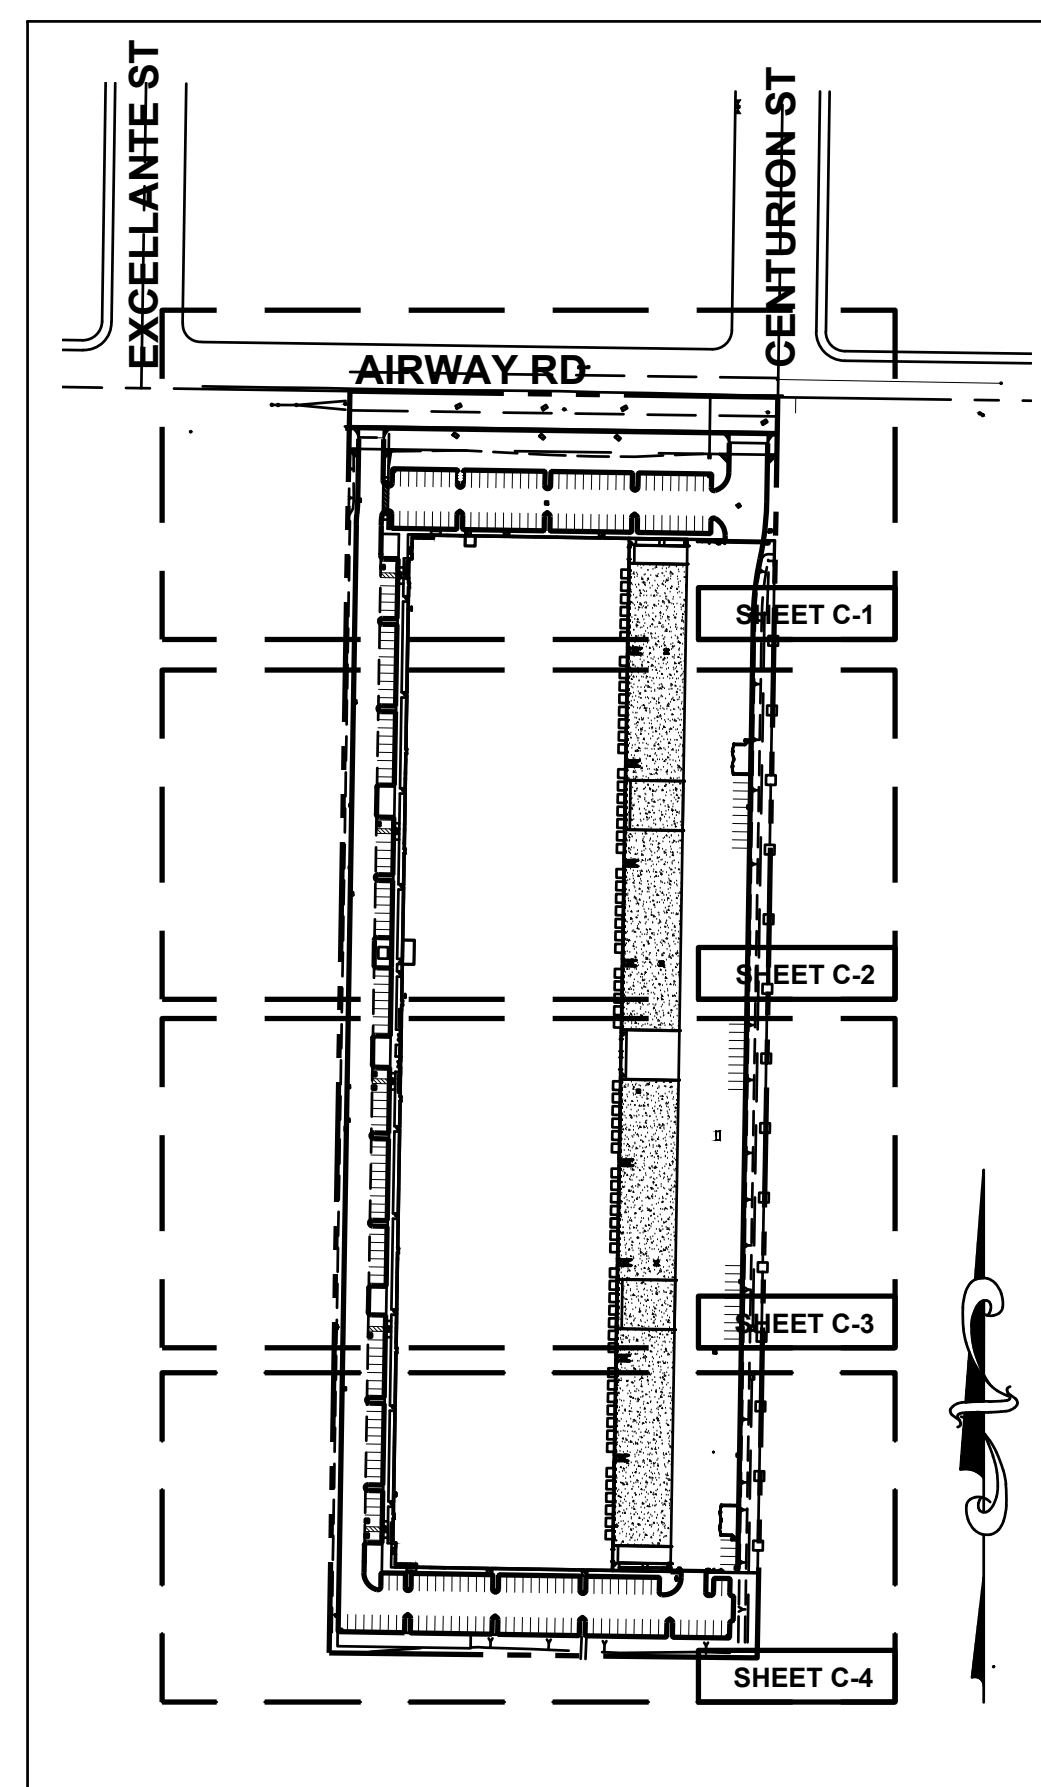 EXCELLANTE ST
CENTURION ST
AIRWAY RD
SHEET C-1
SHEET C-2
SHEET C-3
SHEET C-4